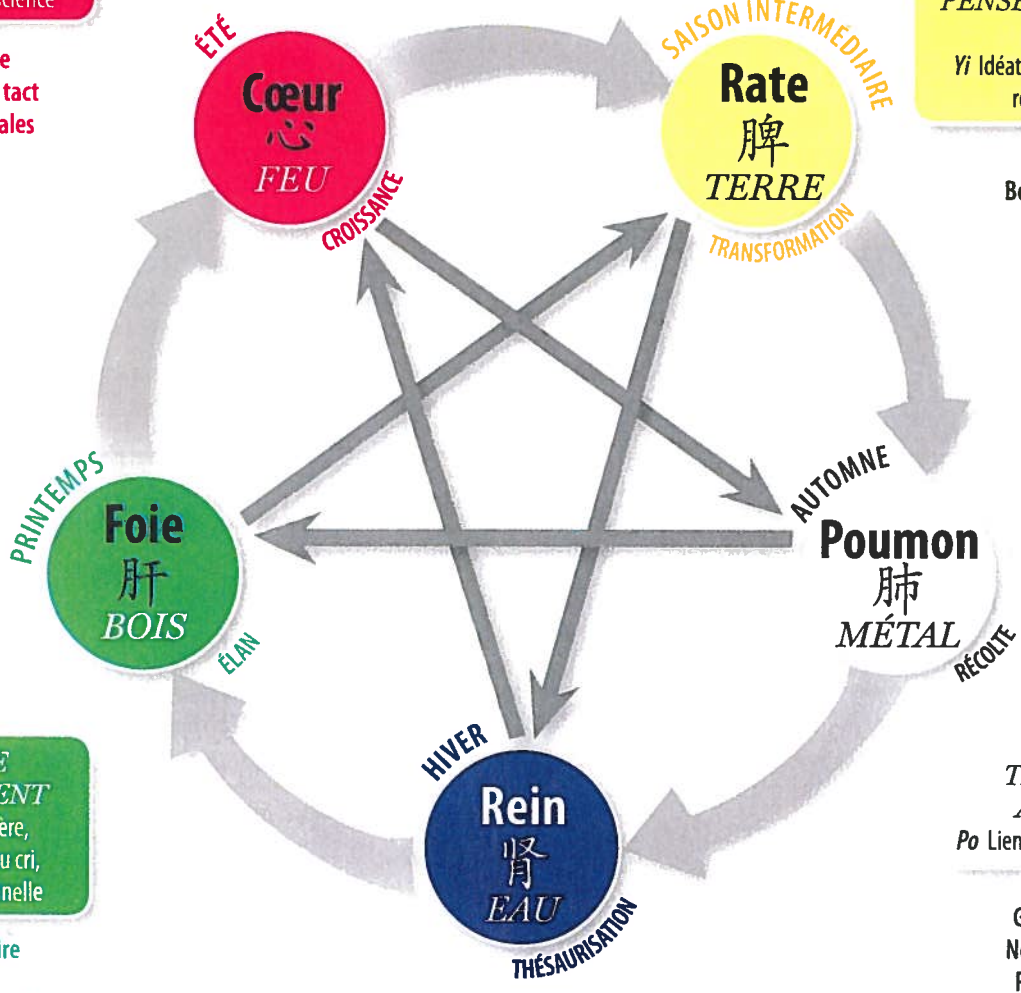 ÉTÉ
Cœur
心
FEU
CROISSANCE
e
tact
ales
SAISON INTERMÉDIAIRE
Rate
脾
TERRE
TRANSFORMATION
Yi Idéat
PRINTEMPS
Foie
肝
BOIS
ÉLAN
AUTOMNE
Poumon
肺
MÉTAL
RÉCOLTE
HIVER
Rein
肾
EAU
THÉSAURISATION
E
ENT
ère,
u cri,
nelle
ire
Po Lien